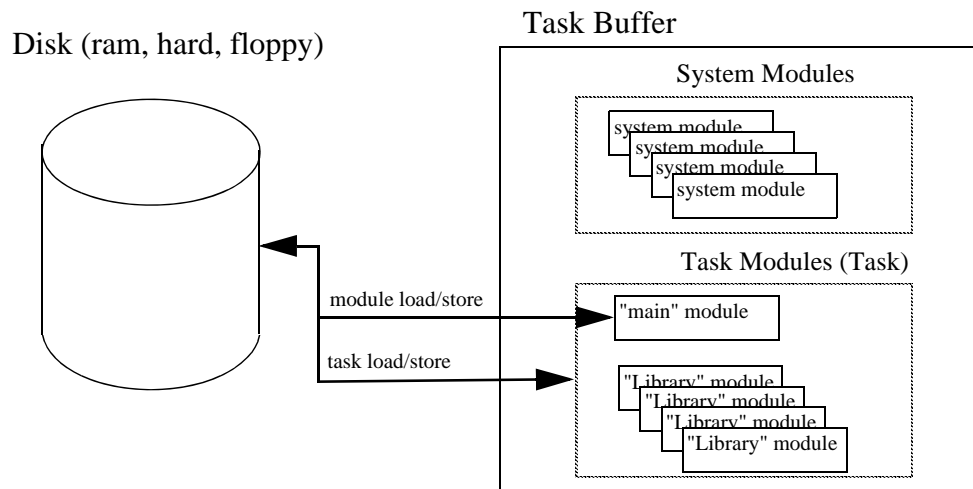 Task Buffer
Disk (ram, hard, floppy)
System Modules
system module
system module
system module
system module
Task Modules (Task)
module load/store
"main" module
task load/store
"Library" module
"Library" module
"Library" module
"Library" module